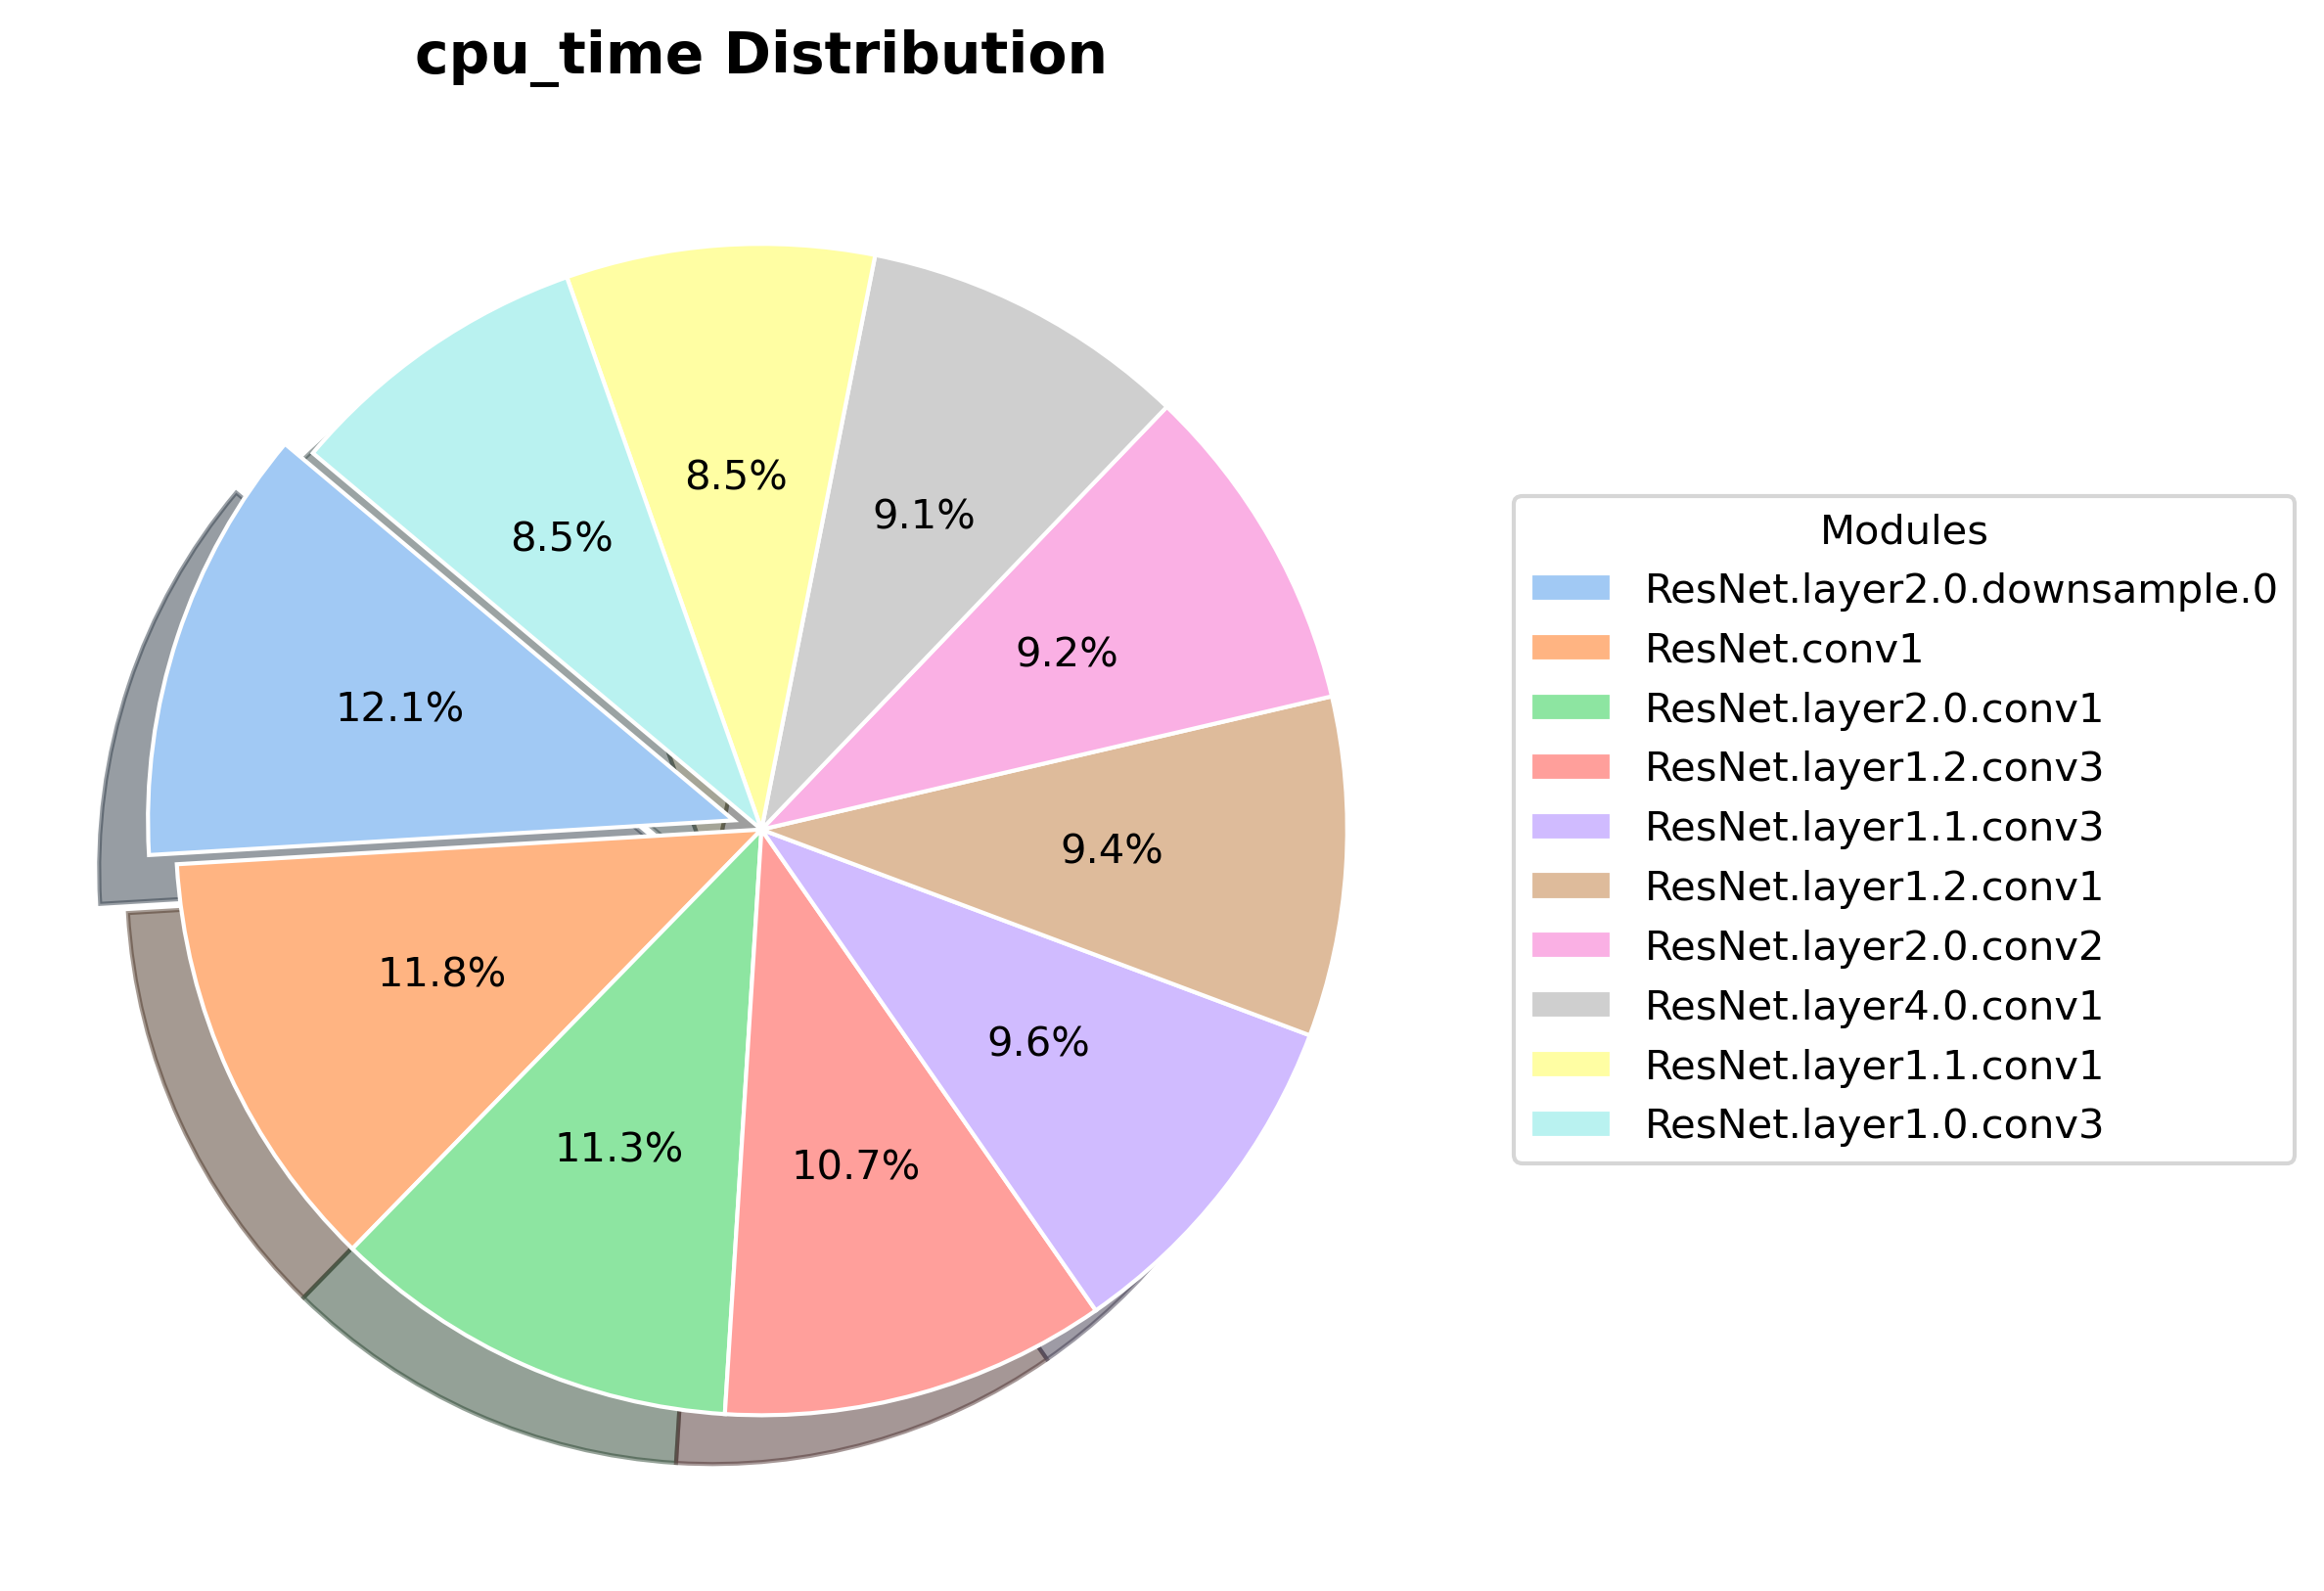 cpu_time Distribution
8.5%
8.5%
9.1%
9.2%
12.1%
9.4%
11.8%
9.6%
11.3%
10.7%
Modules
ResNet.layer2.0.downsample.0
ResNet.conv1
ResNet.layer2.0.conv1
ResNet.layer1.2.conv3
ResNet.layer1.1.conv3
ResNet.layer1.2.conv1
ResNet.layer2.0.conv2
ResNet.layer4.0.conv1
ResNet.layer1.1.conv1
ResNet.layer1.0.conv3